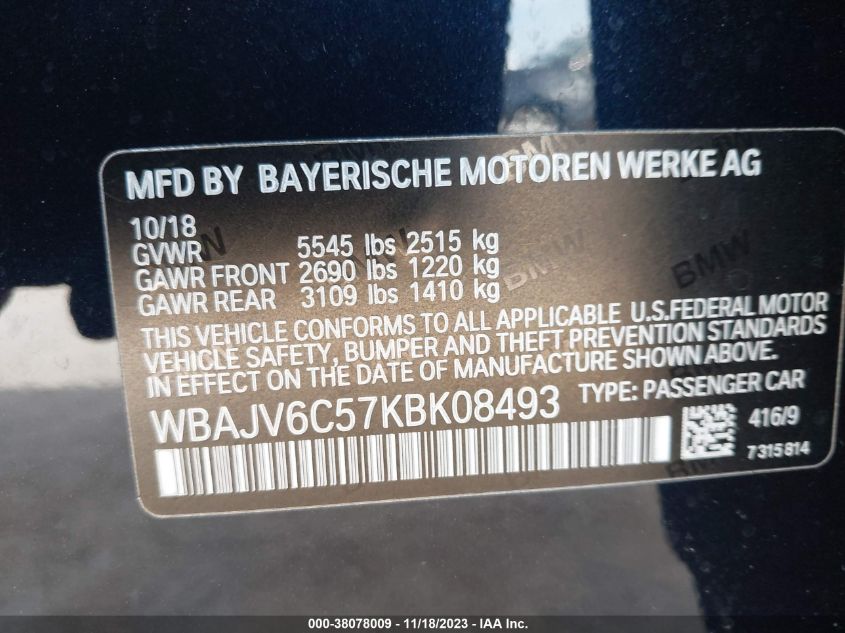 MFD BY BAYERISCHE MOTOREN WERKE AG
10/18
GVWR 5545 lbs 2515 kg
GAWR FRONT 2690 lbs 1220 kg
GAWR REAR 3109 lbs 1410 kg
THIS VEHICLE CONFORMS TO ALL APPLICABLE U.S.FEDERAL MOTOR
VEHICLE SAFETY, BUMPER AND THEFT PREVENTION STANDARDS
IN EFFECT ON THE DATE OF MANUFACTURE SHOWN ABOVE.
WBAJV6C57KBK08493 TYPE: PASSENGER CAR
416/9
7315814
000-38078009 - 11/18/2023 - IAA Inc.